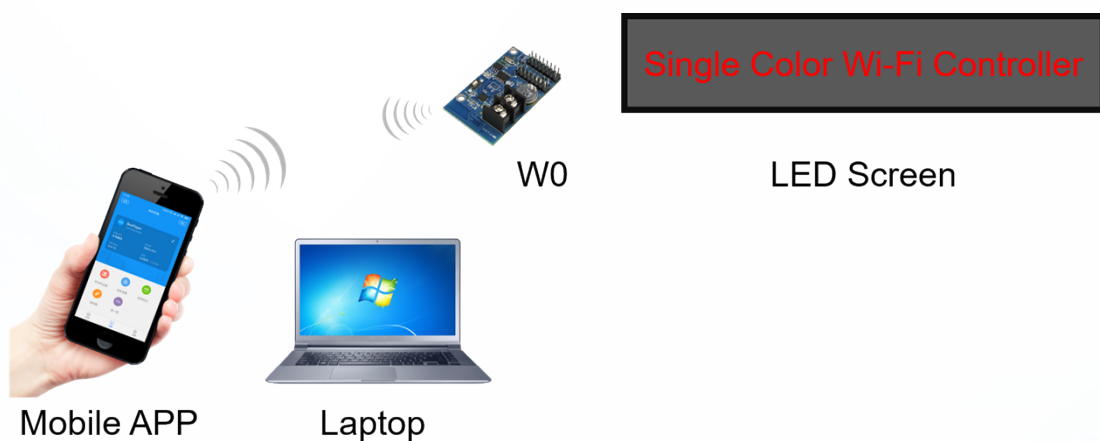 Single Color Wi-Fi Controller
W0
LED Screen
Mobile APP
Laptop